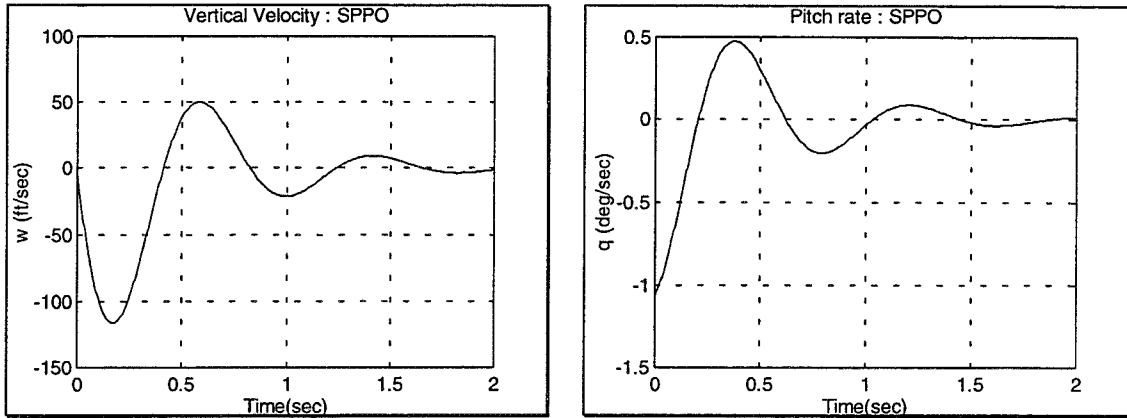 Vertical Velocity : SPPO
100
50
0
-50
-100
-150
w (ft/sec)
0 0.5 1 1.5 2
Time(sec)
Pitch rate : SPPO
0.5
0
-0.5
-1
-1.5
q (deg/sec)
0 0.5 1 1.5 2
Time(sec)